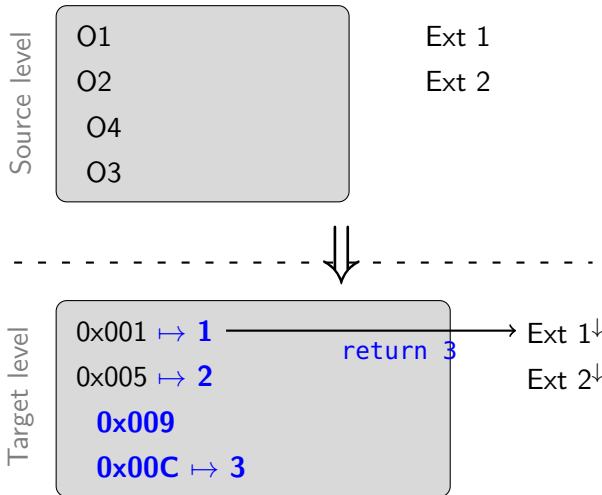 Source level
O1 Ext 1
O2 Ext 2
O4
O3
Target level
0x001 ↦ 1 return 3 Ext 1↓
0x005 ↦ 2 Ext 2↓
0x009
0x00C ↦ 3